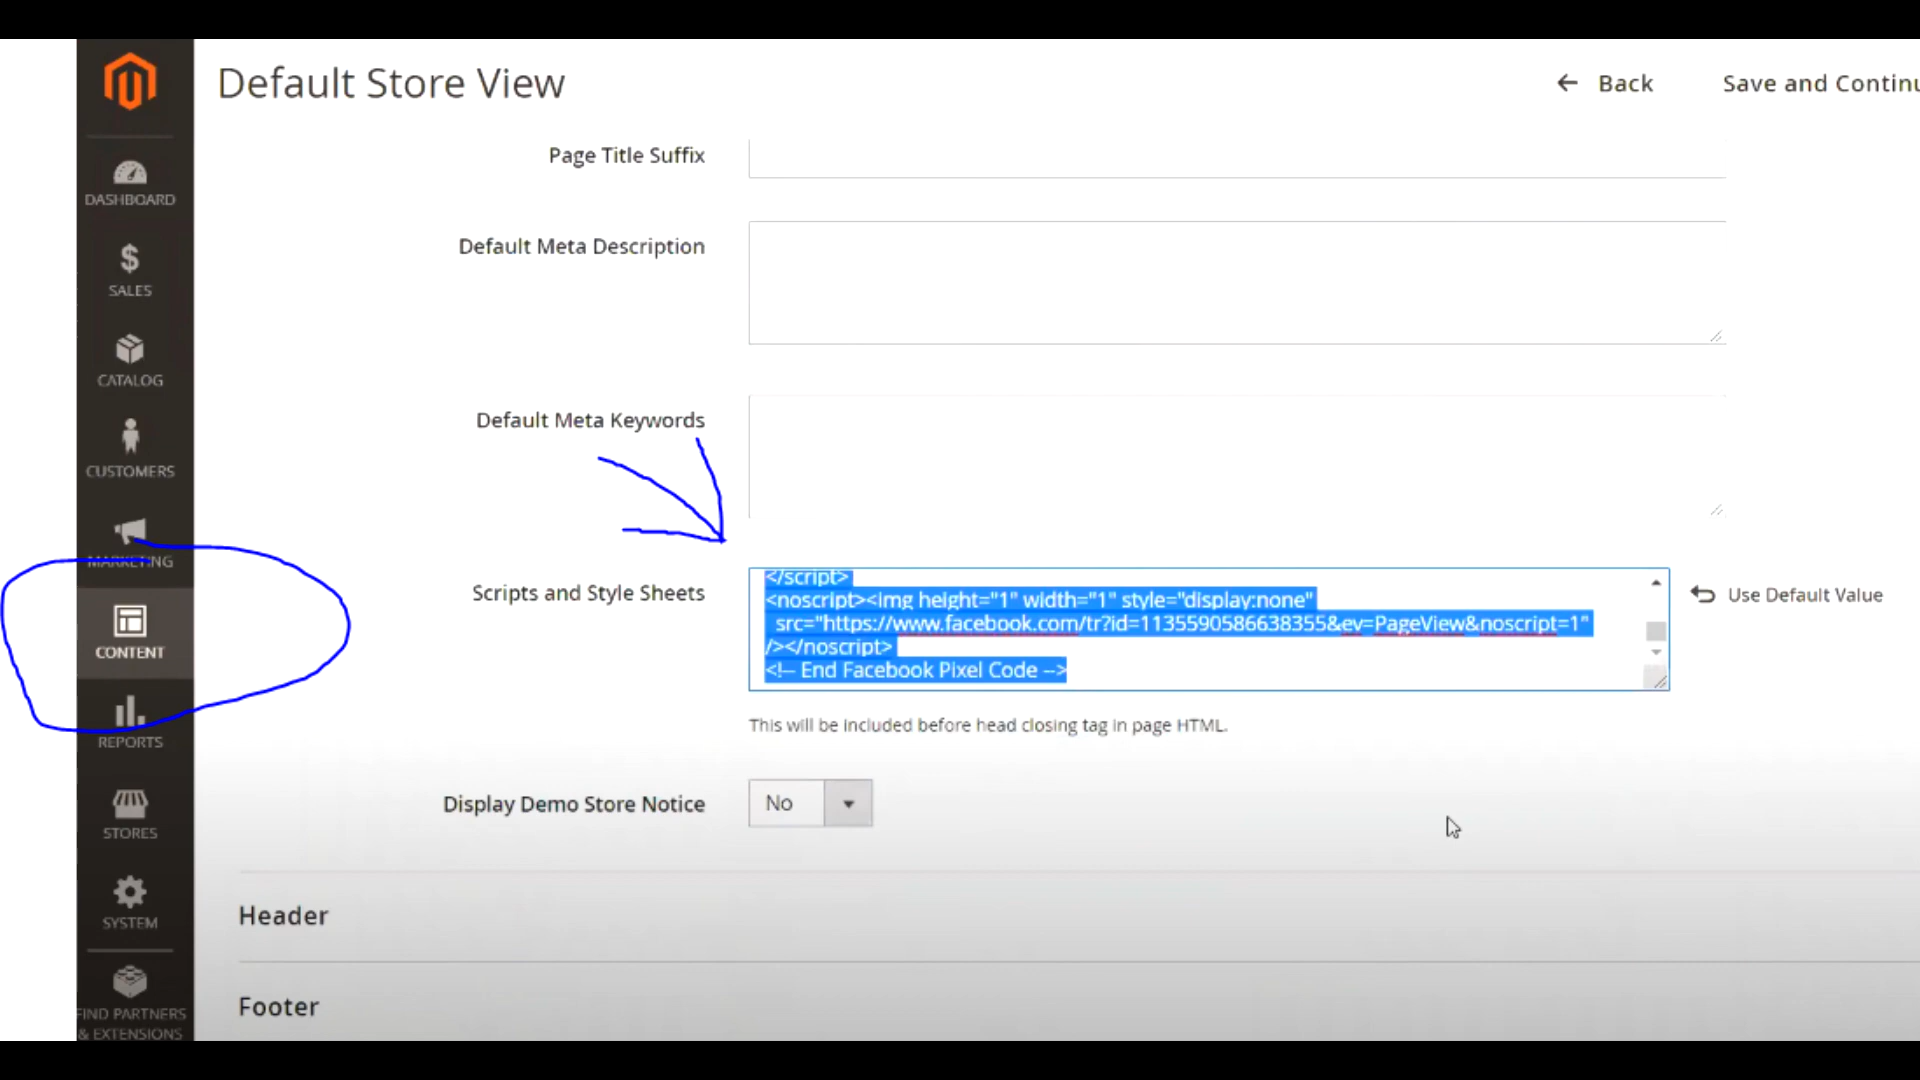 Default Store View
Back
Save and Continu
Page Title Suffix
DASHBOARD
Default Meta Description
SALES
CATALOG
Default Meta Keywords
CUSTOMERS
MARKETING
Scripts and Style Sheets
</script>
<noscript><img height="1" width="1" style="display:none"
src="https://www.facebook.com/tr?id=1135590586638355&ev=PageView&noscript=1"
/></noscript>
<!-- End Facebook Pixel Code -->
Use Default Value
CONTENT
This will be included before head closing tag in page HTML.
REPORTS
Display Demo Store Notice
No
STORES
Header
SYSTEM
Footer
FIND PARTNERS
& EXTENSIONS